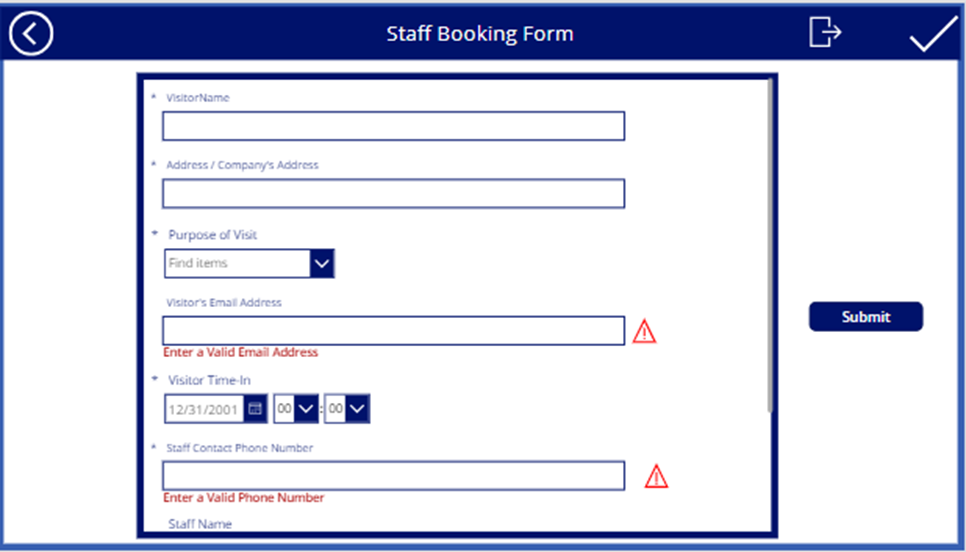 Staff Booking Form
* VisitorName
* Address / Company's Address
* Purpose of Visit
Find items
Visitor's Email Address
Enter a Valid Email Address
Submit
* Visitor Time-In
12/31/2001 00 : 00
* Staff Contact Phone Number
Enter a Valid Phone Number
Staff Name